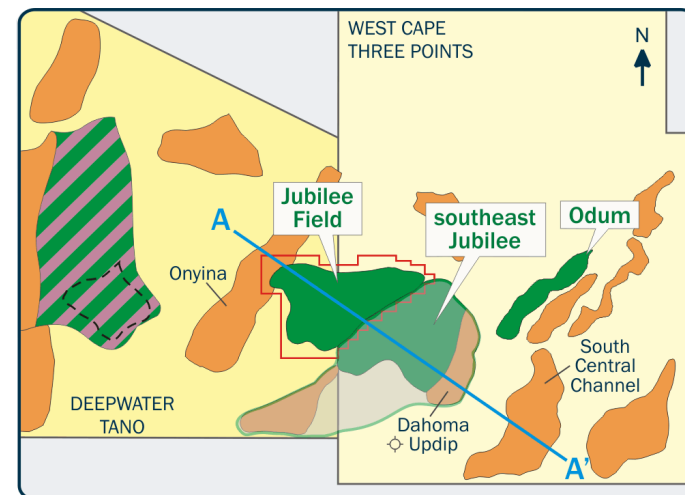 WEST CAPE
THREE POINTS
N
Jubilee
Field
A
southeast
Jubilee
Odum
Onyina
South
Central
Channel
DEEPWATER
TANO
Dahoma
Updip
A'